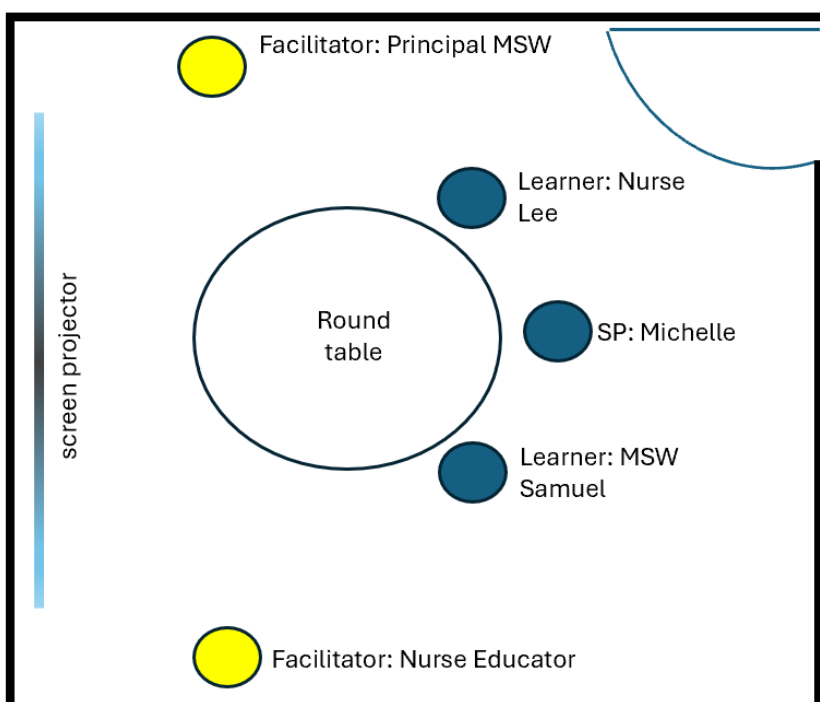 Facilitator: Principal MSW
Learner: Nurse
Lee
screen projector
Round
table
SP: Michelle
Learner: MSW
Samuel
Facilitator: Nurse Educator